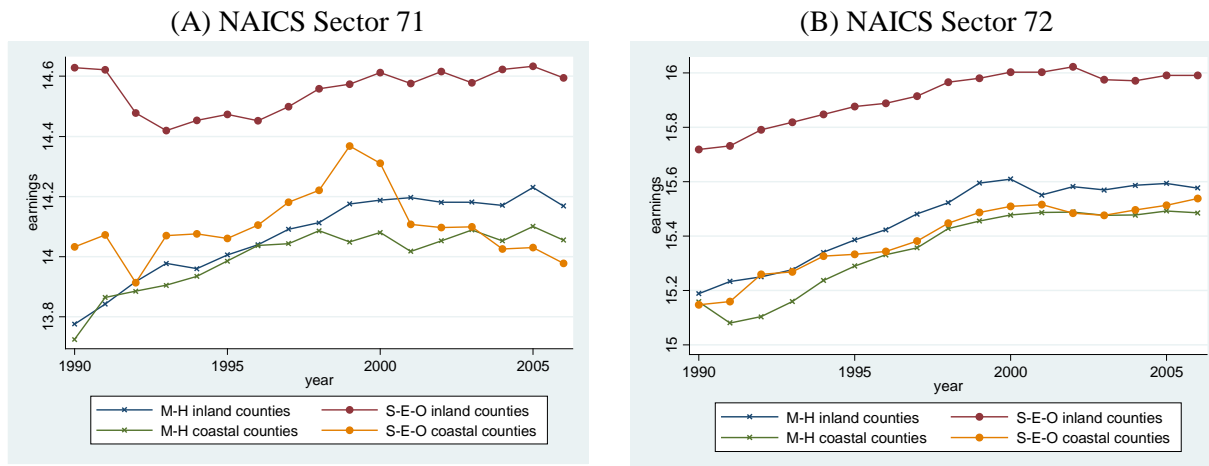 (A) NAICS Sector 71
14.6
14.4
14.2
14
13.8
earnings
1990
1995
2000
2005
year
M-H inland counties
S-E-O inland counties
M-H coastal counties
S-E-O coastal counties
(B) NAICS Sector 72
16
15.8
15.6
15.4
15.2
15
earnings
1990
1995
2000
2005
year
M-H inland counties
S-E-O inland counties
M-H coastal counties
S-E-O coastal counties